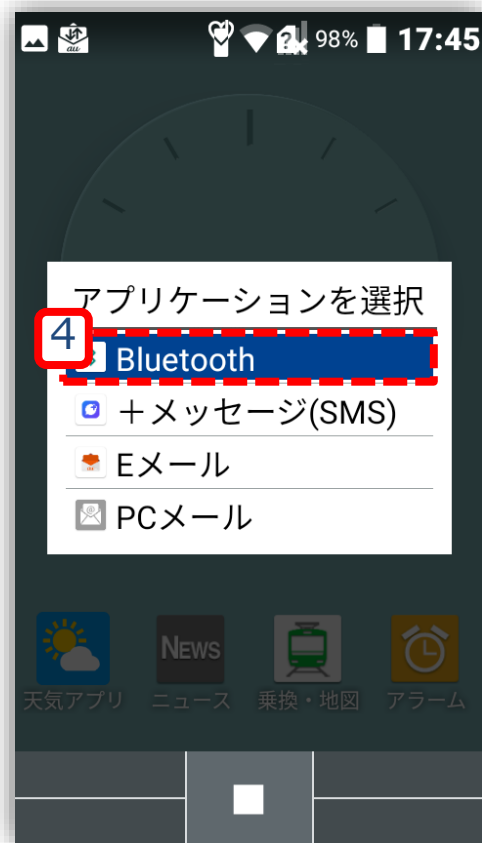 au
98% 17:45
アプリケーションを選択
4
Bluetooth
＋メッセージ(SMS)
Eメール
PCメール
NEWS
天気アプリ ニュース 乗換・地図 アラーム